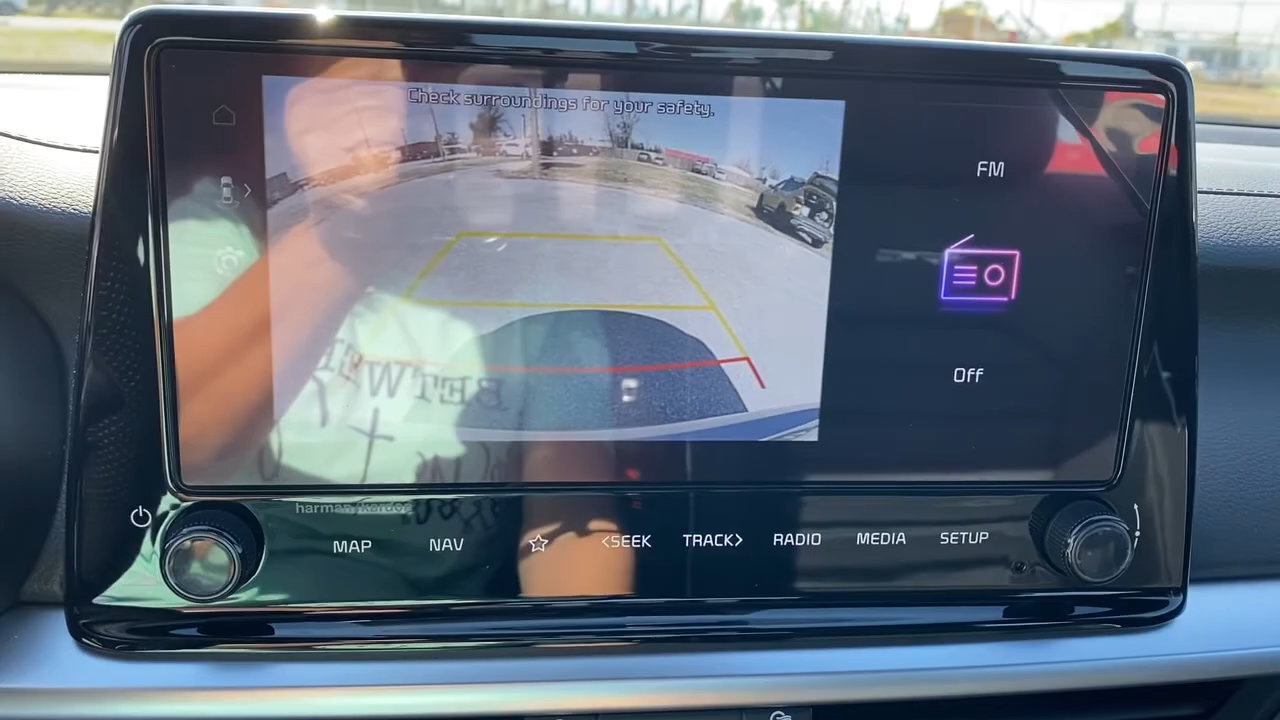 Check surroundings for your safety.
FM
Off
harman/kardon
MAP
NAV
<SEEK
TRACK>
RADIO
MEDIA
SETUP